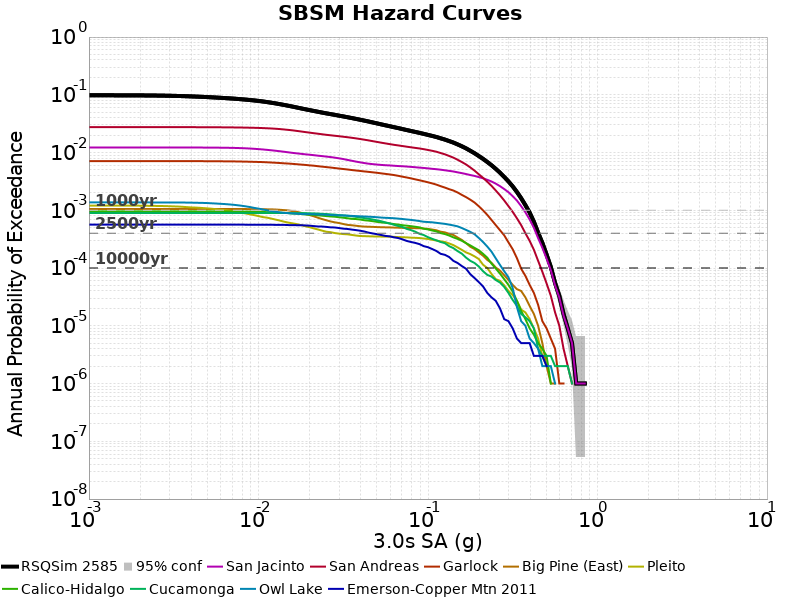 SBSM Hazard Curves
Annual Probability of Exceedance
10^0
10^-1
10^-2
10^-3
10^-4
10^-5
10^-6
10^-7
10^-8
1000yr
2500yr
10000yr
10^-3 10^-2 10^-1 10^0 10^1
3.0s SA (g)
RSQSim 2585 95% conf San Jacinto San Andreas Garlock Big Pine (East) Pleito
Calico-Hidalgo Cucamonga Owl Lake Emerson-Copper Mtn 2011